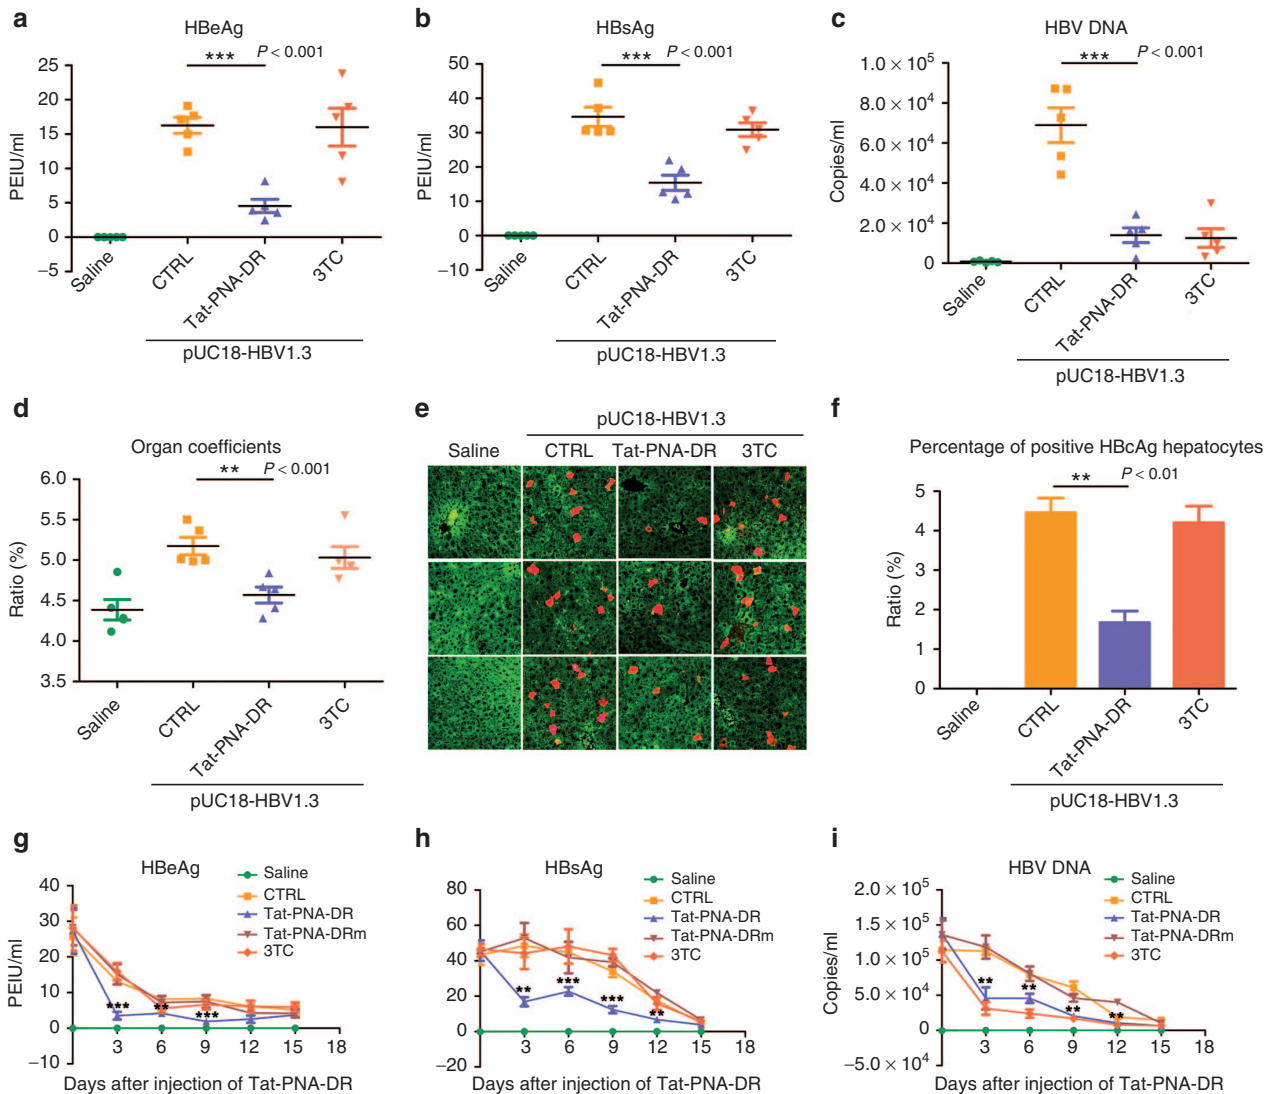 a
HBeAg
*** P < 0.001
25
20
15
10
5
0
−5
PEIU/ml
Saline
CTRL
Tat-PNA-DR
3TC
pUC18-HBV1.3
b
HBsAg
*** P < 0.001
50
40
30
20
10
0
−10
PEIU/ml
Saline
CTRL
Tat-PNA-DR
3TC
pUC18-HBV1.3
c
HBV DNA
*** P < 0.001
1.0 × 10⁵
8.0 × 10⁴
6.0 × 10⁴
4.0 × 10⁴
2.0 × 10⁴
0
Copies/ml
Saline
CTRL
Tat-PNA-DR
3TC
pUC18-HBV1.3
d
Organ coefficients
** P < 0.001
6.0
5.5
5.0
4.5
4.0
3.5
Ratio (%)
Saline
CTRL
Tat-PNA-DR
3TC
pUC18-HBV1.3
e
pUC18-HBV1.3
Saline CTRL Tat-PNA-DR 3TC
f
Percentage of positive HBcAg hepatocytes
** P < 0.01
5
4
3
2
1
0
Ratio (%)
Saline
CTRL
Tat-PNA-DR
3TC
pUC18-HBV1.3
g
HBeAg
Saline
CTRL
Tat-PNA-DR
Tat-PNA-DRm
3TC
40
30
20
10
0
−10
PEIU/ml
*** ** ***
3 6 9 12 15 18
Days after injection of Tat-PNA-DR
h
HBsAg
Saline
CTRL
Tat-PNA-DR
Tat-PNA-DRm
3TC
80
60
40
20
0
−20
PEIU/ml
** ** *** **
3 6 9 12 15 18
Days after injection of Tat-PNA-DR
i
HBV DNA
Saline
CTRL
Tat-PNA-DR
Tat-PNA-DRm
3TC
2.0 × 10⁵
1.5 × 10⁵
1.0 × 10⁵
5.0 × 10⁴
0
−5.0 × 10⁴
Copies/ml
** ** ** **
3 6 9 12 15 18
Days after injection of Tat-PNA-DR